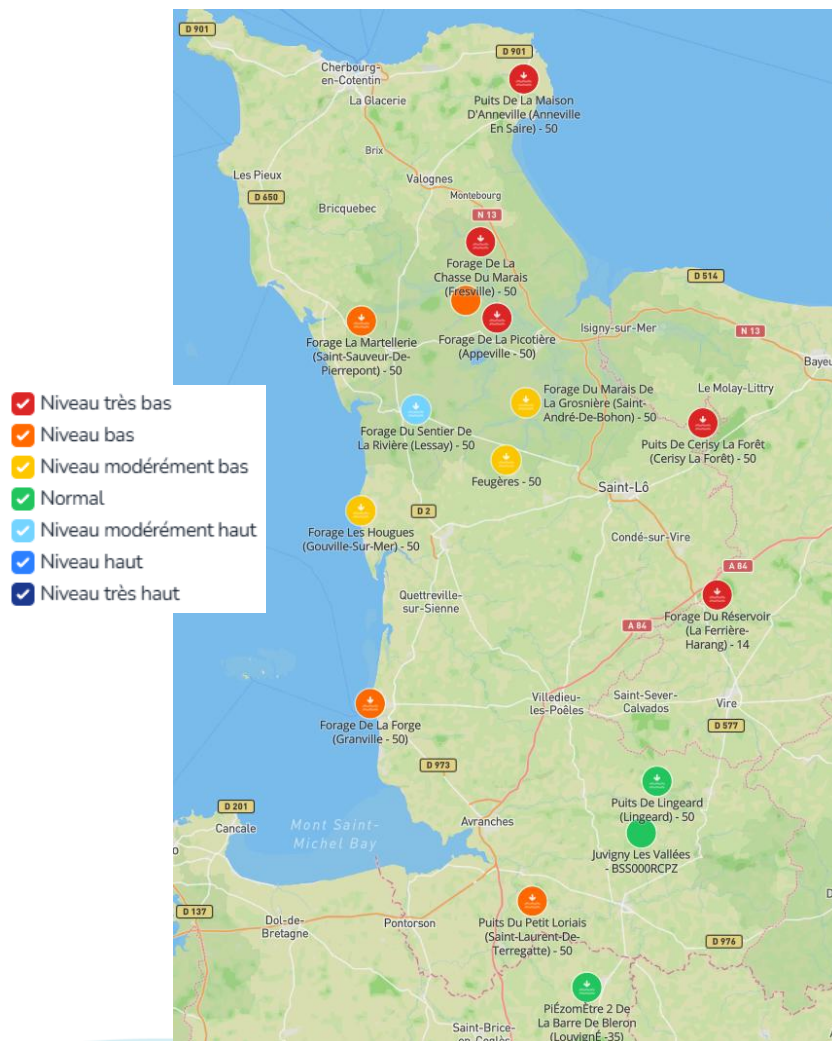 D 901
Cherbourg-
en-Cotentin
La Glacerie
D 901
Puits De La Maison
D'Anneville (Anneville
En Saire) - 50
Brix
Les Pieux
Valognes
D 650
Montebourg
Bricquebec
N 13
Forage De La
Chasse Du Marais
(Fresville) - 50
D 514
Forage La Martellerie
(Saint-Sauveur-De-
Pierrepont) - 50
Forage De La Picotière
(Appeville - 50)
Isigny-sur-Mer
N 13
Bayeu
Le Molay-Littry
Forage Du Marais De
La Grosnière (Saint-
André-De-Bohon) - 50
Forage Du Sentier De
La Rivière (Lessay) - 50
Puits De Cerisy La Forêt
(Cerisy La Forêt) - 50
Feugères - 50
Saint-Lô
Niveau très bas
Niveau bas
Niveau modérément bas
Normal
Niveau modérément haut
Niveau haut
Niveau très haut
Forage Les Hougues
(Gouville-Sur-Mer) - 50
D 2
Condé-sur-Vire
A 84
Quettreville-
sur-Sienne
Forage Du Réservoir
(La Ferrière-
Harang) - 14
A 84
Villedieu-
les-Poêles
Saint-Sever-
Calvados
Vire
Forage De La Forge
(Granville - 50)
D 577
D 973
Puits De Lingeard
(Lingeard) - 50
D 201
Cancale
Mont Saint-
Michel Bay
Avranches
Juvigny Les Vallées
- BSS000RCPZ
D 137
Dol-de-
Bretagne
Pontorson
Puits Du Petit Loriais
(Saint-Laurent-De-
Terregatte) - 50
D 976
PiÉzomÈtre 2 De
La Barre De Bleron
(LouvignÉ -35)
Saint-Brice-
en-Coglès